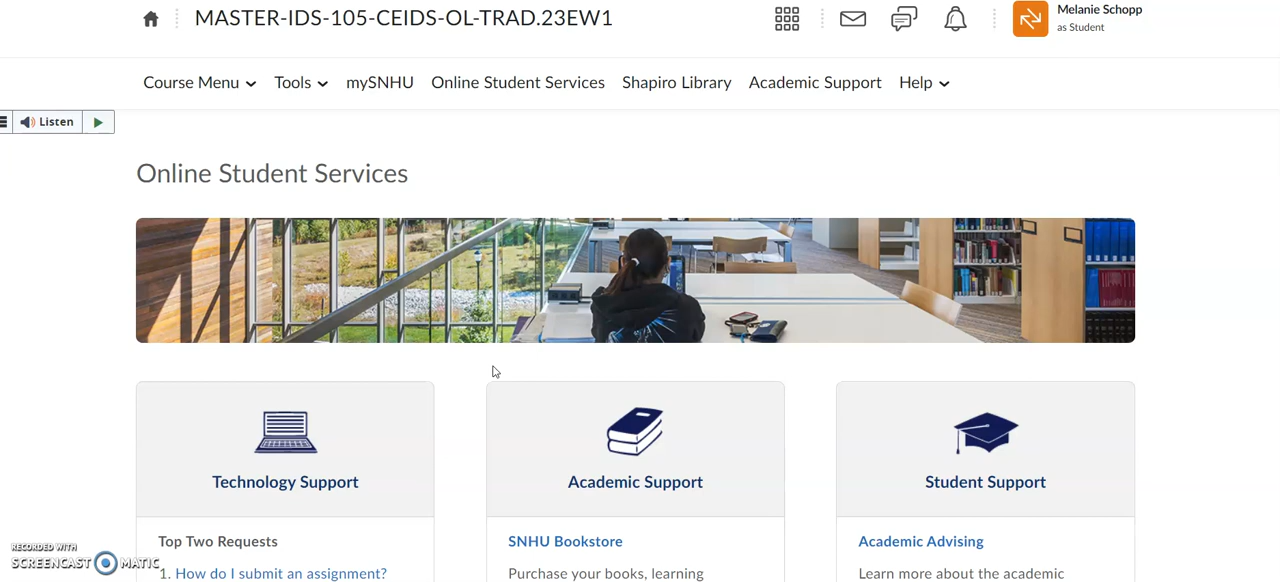 MASTER-IDS-105-CEIDS-OL-TRAD.23EW1
Melanie Schopp
as Student
Course Menu Tools mySNHU Online Student Services Shapiro Library Academic Support Help
Listen
Online Student Services
Technology Support
Academic Support
Student Support
Top Two Requests
1. How do I submit an assignment?
SNHU Bookstore
Purchase your books, learning
Academic Advising
Learn more about the academic
RECORDED WITH
SCREENCAST MATIC